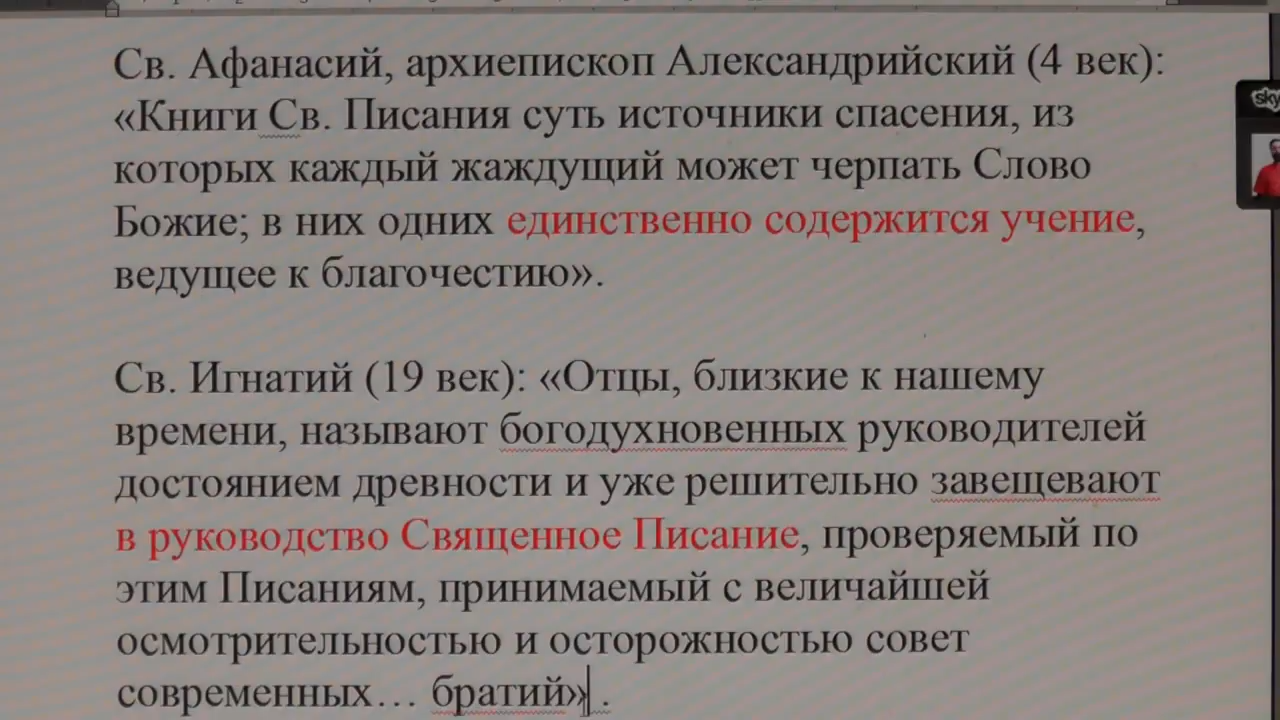 Св. Афанасий, архиепископ Александрийский (4 век):
«Книги Св. Писания суть источники спасения, из
которых каждый жаждущий может черпать Слово
Божие; в них одних единственно содержится учение,
ведущее к благочестию».
Св. Игнатий (19 век): «Отцы, близкие к нашему
времени, называют богодухновенных руководителей
достоянием древности и уже решительно завещевают
в руководство Священное Писание, проверяемый по
этим Писаниям, принимаемый с величайшей
осмотрительностью и осторожностью совет
современных… братий» .